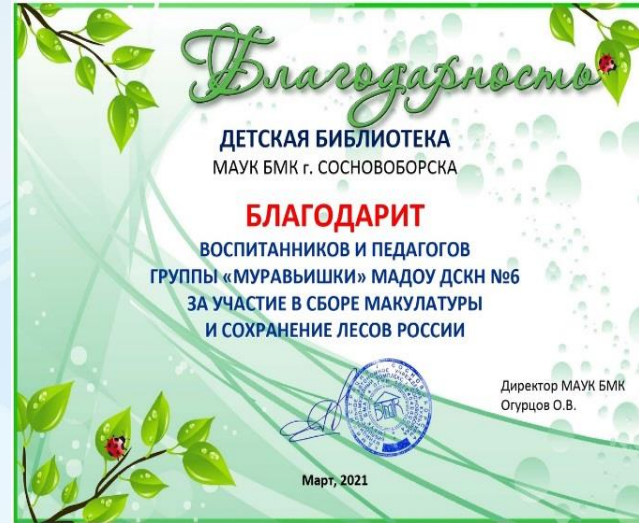 Благодарность
ДЕТСКАЯ БИБЛИОТЕКА
МАУК БМК г. СОСНОВОБОРСКА
БЛАГОДАРИТ
ВОСПИТАННИКОВ И ПЕДАГОГОВ
ГРУППЫ «МУРАВЬИШКИ» МАДОУ ДСКН №6
ЗА УЧАСТИЕ В СБОРЕ МАКУЛАТУРЫ
И СОХРАНЕНИЕ ЛЕСОВ РОССИИ
Директор МАУК БМК
Огурцов О.В.
БМК
Март, 2021